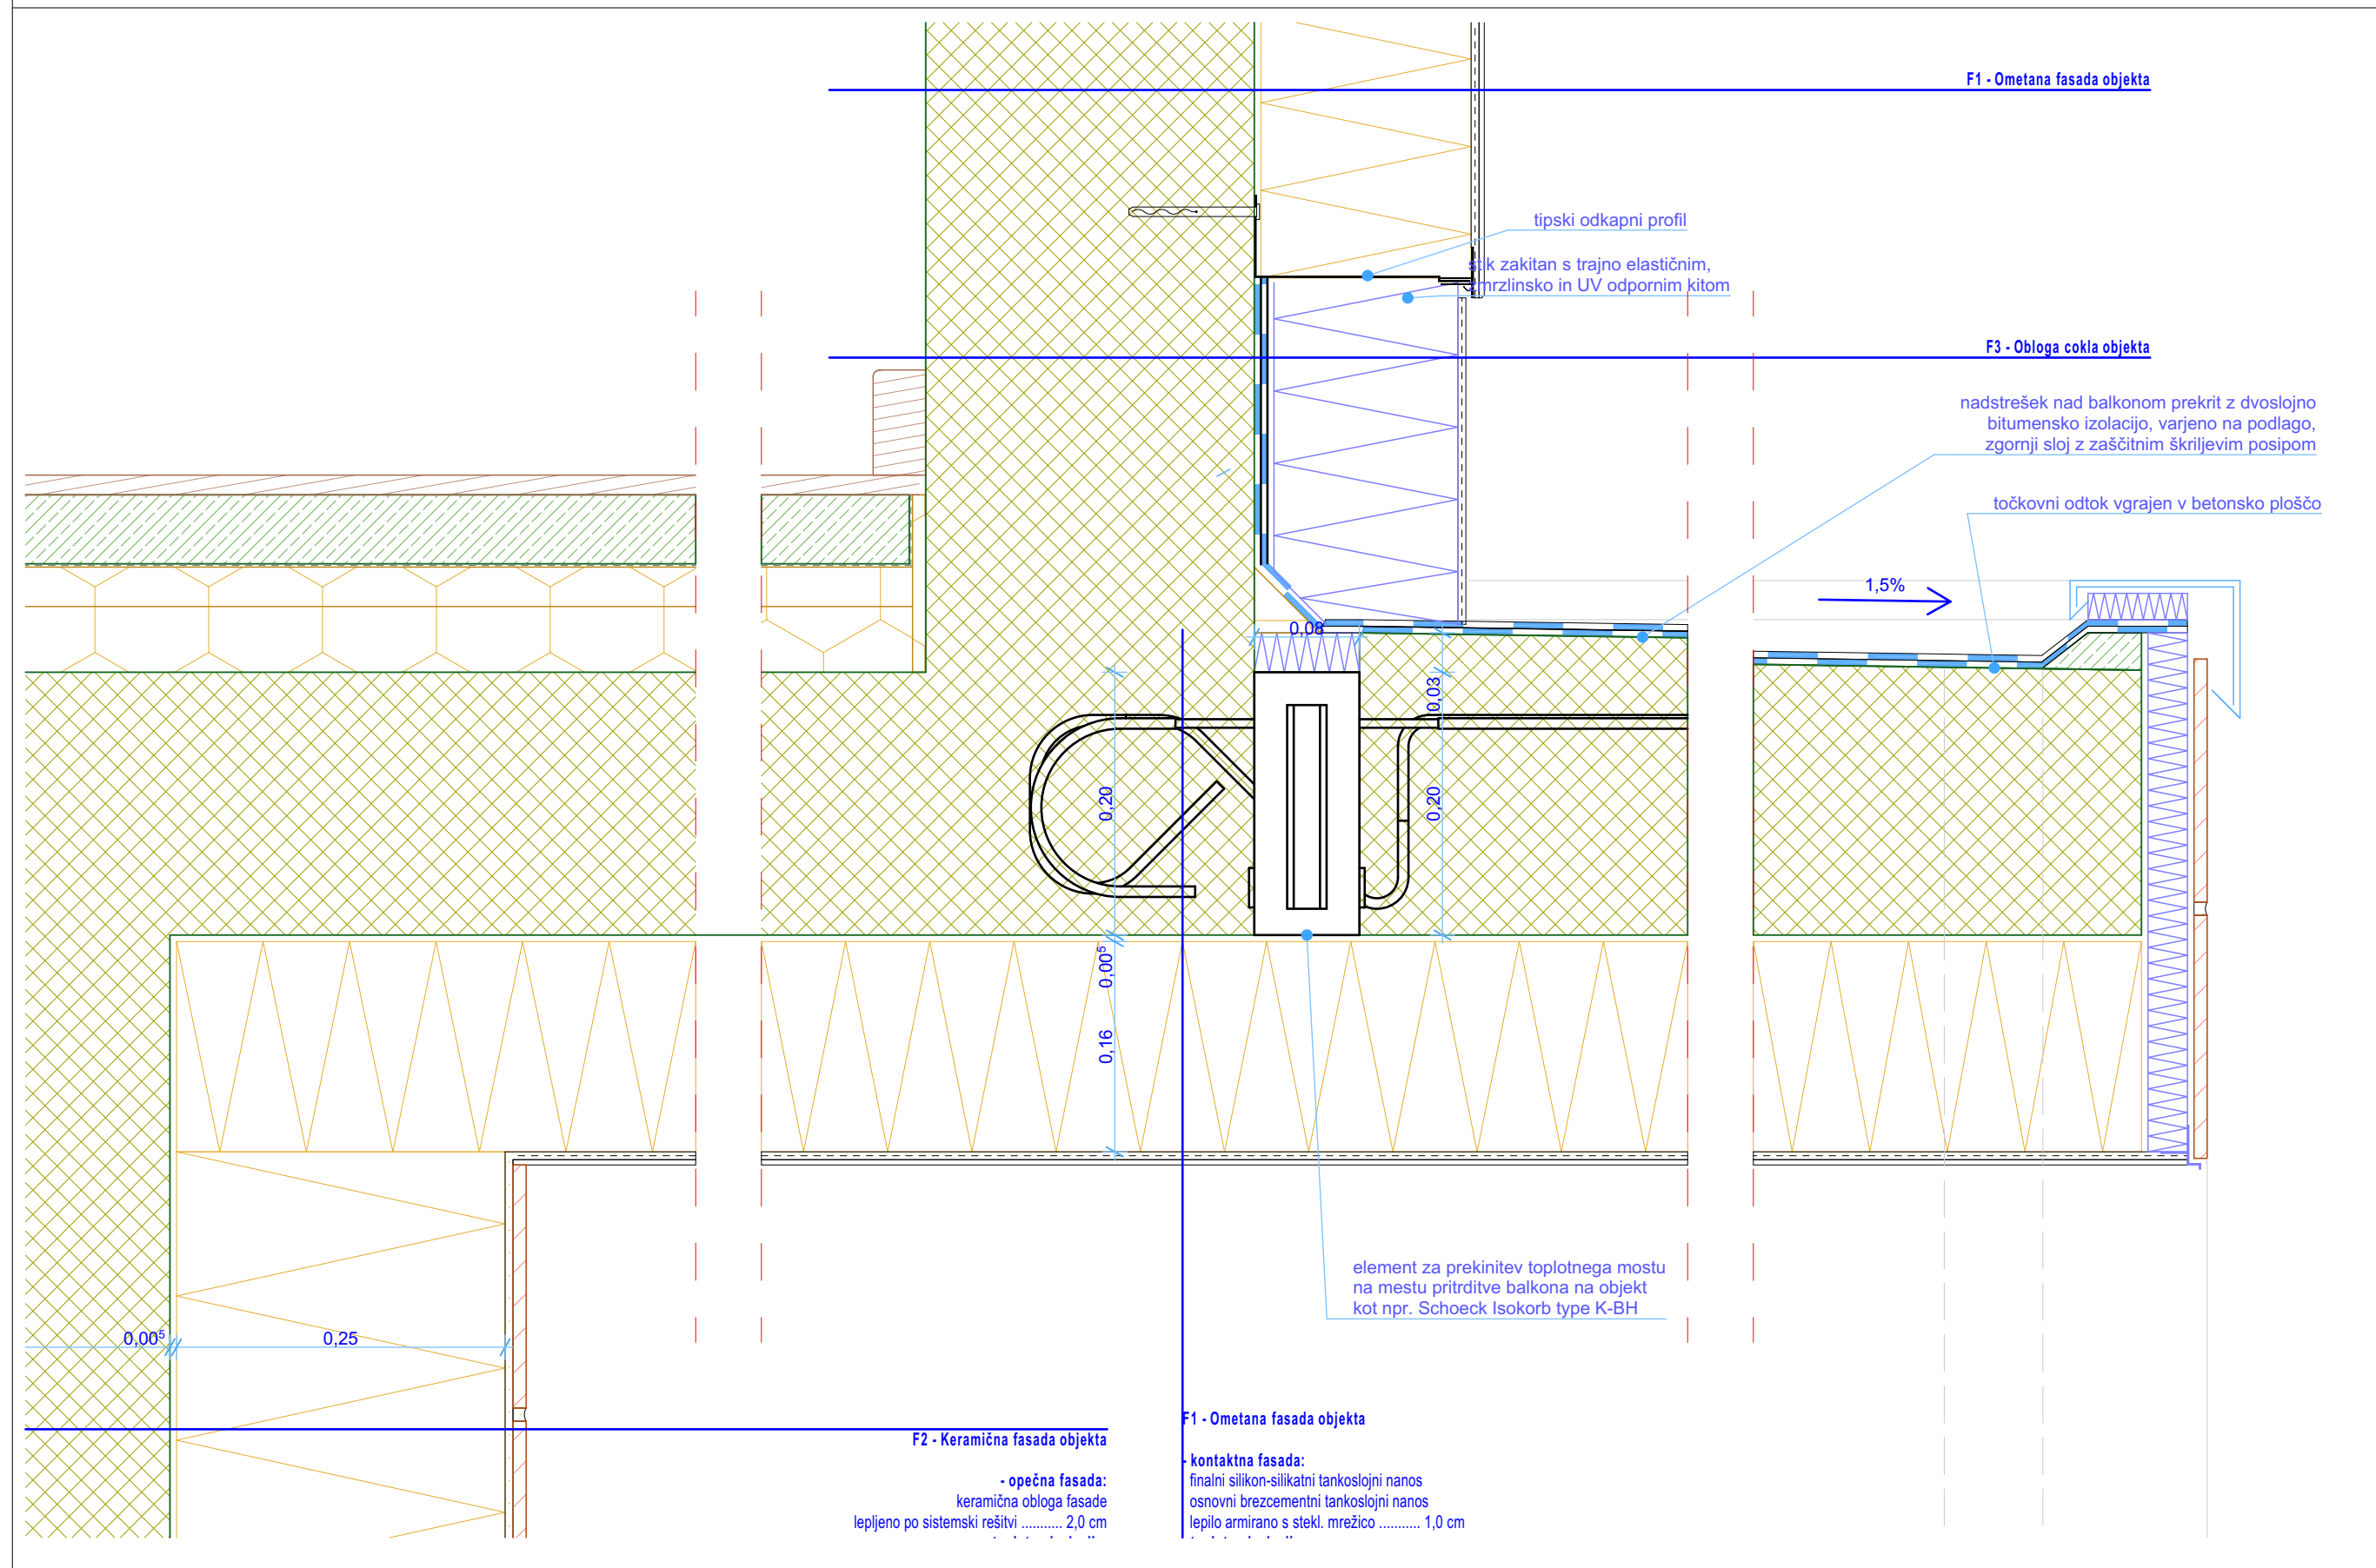 F1 - Ometana fasada objekta
tipski odkapni profil
stik zakitan s trajno elastičnim,
zmrzlinsko in UV odpornim kitom
F3 - Obloga cokla objekta
nadstrešek nad balkonom prekrit z dvoslojno
bitumensko izolacijo, varjeno na podlago,
zgornji sloj z zaščitnim škriljevim posipom
točkovni odtok vgrajen v betonsko ploščo
1,5%
0,08
0,03
0,20
0,20
0,00⁵
0,16
element za prekinitev toplotnega mostu
na mestu pritrditve balkona na objekt
kot npr. Schoeck Isokorb type K-BH
0,00⁵
0,25
F2 - Keramična fasada objekta
- opečna fasada:
keramična obloga fasade
lepljeno po sistemski rešitvi ........... 2,0 cm
F1 - Ometana fasada objekta
- kontaktna fasada:
finalni silikon-silikatni tankoslojni nanos
osnovni brezcementni tankoslojni nanos
lepilo armirano s stekl. mrežico ........... 1,0 cm